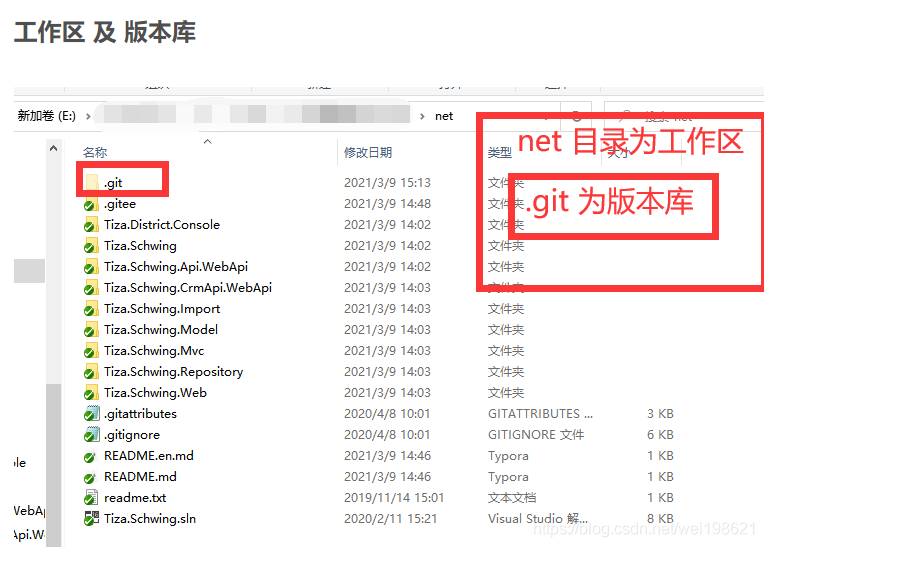 工作区 及 版本库
新加卷 (E:) › › net
名称 修改日期 类型 大小
net 目录为工作区
.git 为版本库
.git 2021/3/9 15:13 文件夹
.gitee 2021/3/9 14:48 文件夹
Tiza.District.Console 2021/3/9 14:02 文件夹
Tiza.Schwing 2021/3/9 14:02 文件夹
Tiza.Schwing.Api.WebApi 2021/3/9 14:02 文件夹
Tiza.Schwing.CrmApi.WebApi 2021/3/9 14:03 文件夹
Tiza.Schwing.Import 2021/3/9 14:03 文件夹
Tiza.Schwing.Model 2021/3/9 14:03 文件夹
Tiza.Schwing.Mvc 2021/3/9 14:03 文件夹
Tiza.Schwing.Repository 2021/3/9 14:03 文件夹
Tiza.Schwing.Web 2021/3/9 14:03 文件夹
.gitattributes 2020/4/8 10:01 GITATTRIBUTES ... 3 KB
.gitignore 2020/4/8 10:01 GITIGNORE 文件 6 KB
ole
README.en.md 2021/3/9 14:46 Typora 1 KB
README.md 2021/3/9 14:46 Typora 1 KB
readme.txt 2019/11/14 15:01 文本文档 1 KB
WebAp
Tiza.Schwing.sln 2020/2/11 15:21 Visual Studio 解... 8 KB
Api.W
https://blog.csdn.net/wei198621